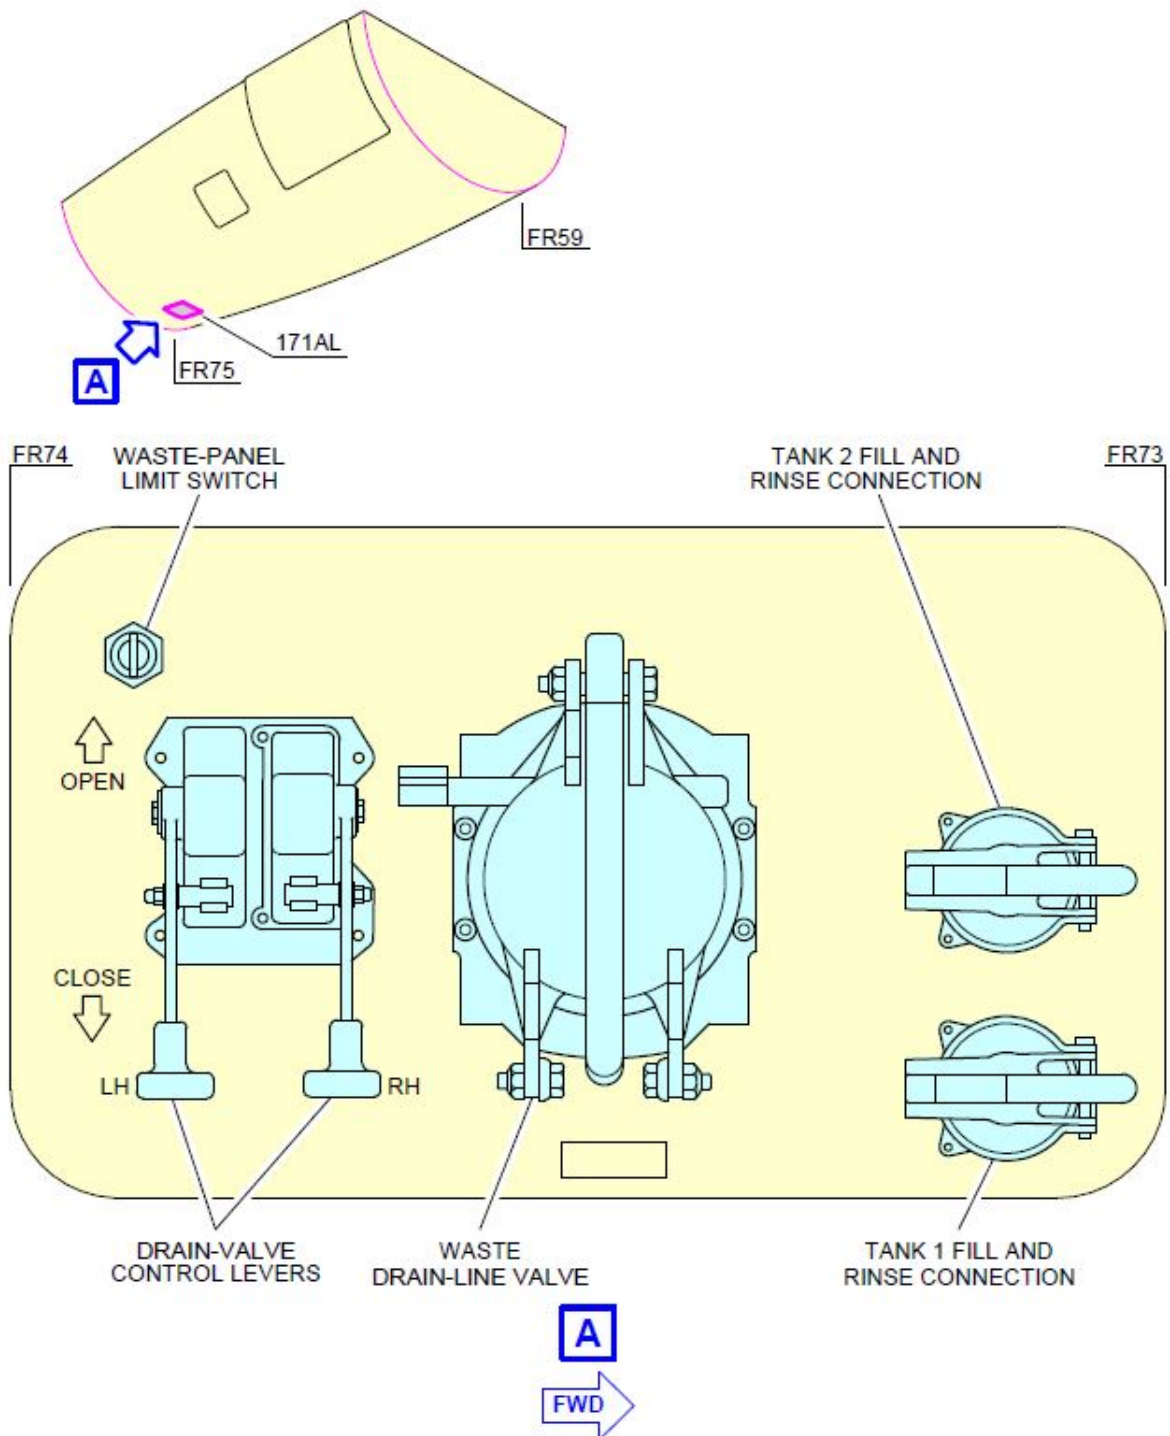 FR59
171AL
FR75
A
FR74
WASTE-PANEL
LIMIT SWITCH
TANK 2 FILL AND
RINSE CONNECTION
FR73
OPEN
CLOSE
LH
RH
DRAIN-VALVE
CONTROL LEVERS
WASTE
DRAIN-LINE VALVE
TANK 1 FILL AND
RINSE CONNECTION
A
FWD